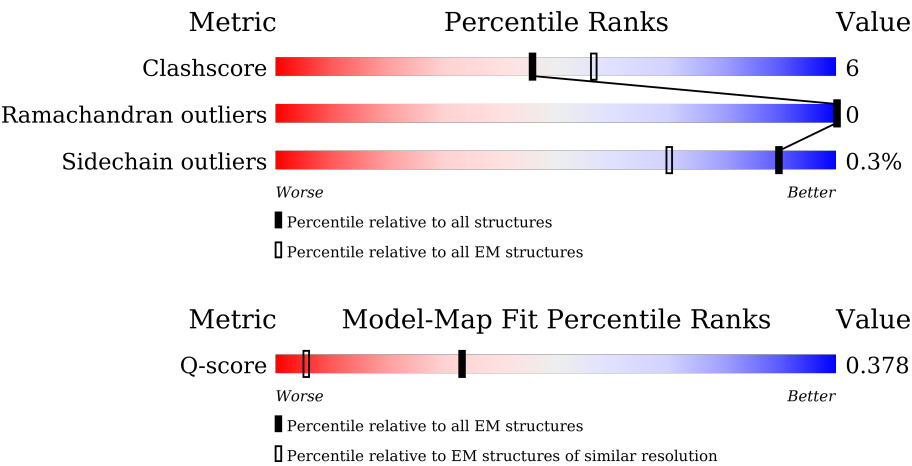 Metric Percentile Ranks Value
Clashscore 6
Ramachandran outliers 0
Sidechain outliers 0.3%
Worse Better
Percentile relative to all structures
Percentile relative to all EM structures
Metric Model-Map Fit Percentile Ranks Value
Q-score 0.378
Worse Better
Percentile relative to all EM structures
Percentile relative to EM structures of similar resolution